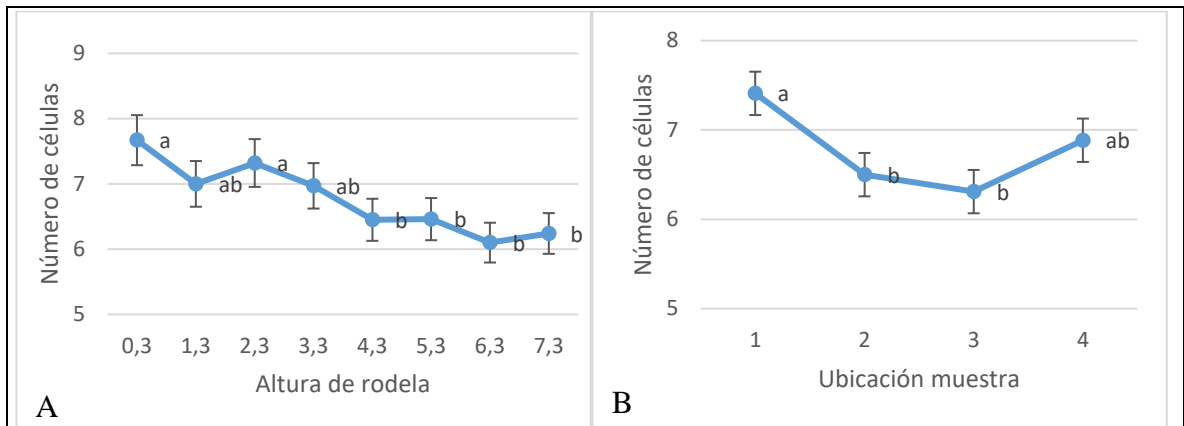 9
8
7
6
5
Número de células
a
ab
a
ab
b
b
b
b
0,3 1,3 2,3 3,3 4,3 5,3 6,3 7,3
Altura de rodela
A
8
7
6
5
Número de células
a
b
b
ab
1 2 3 4
Ubicación muestra
B